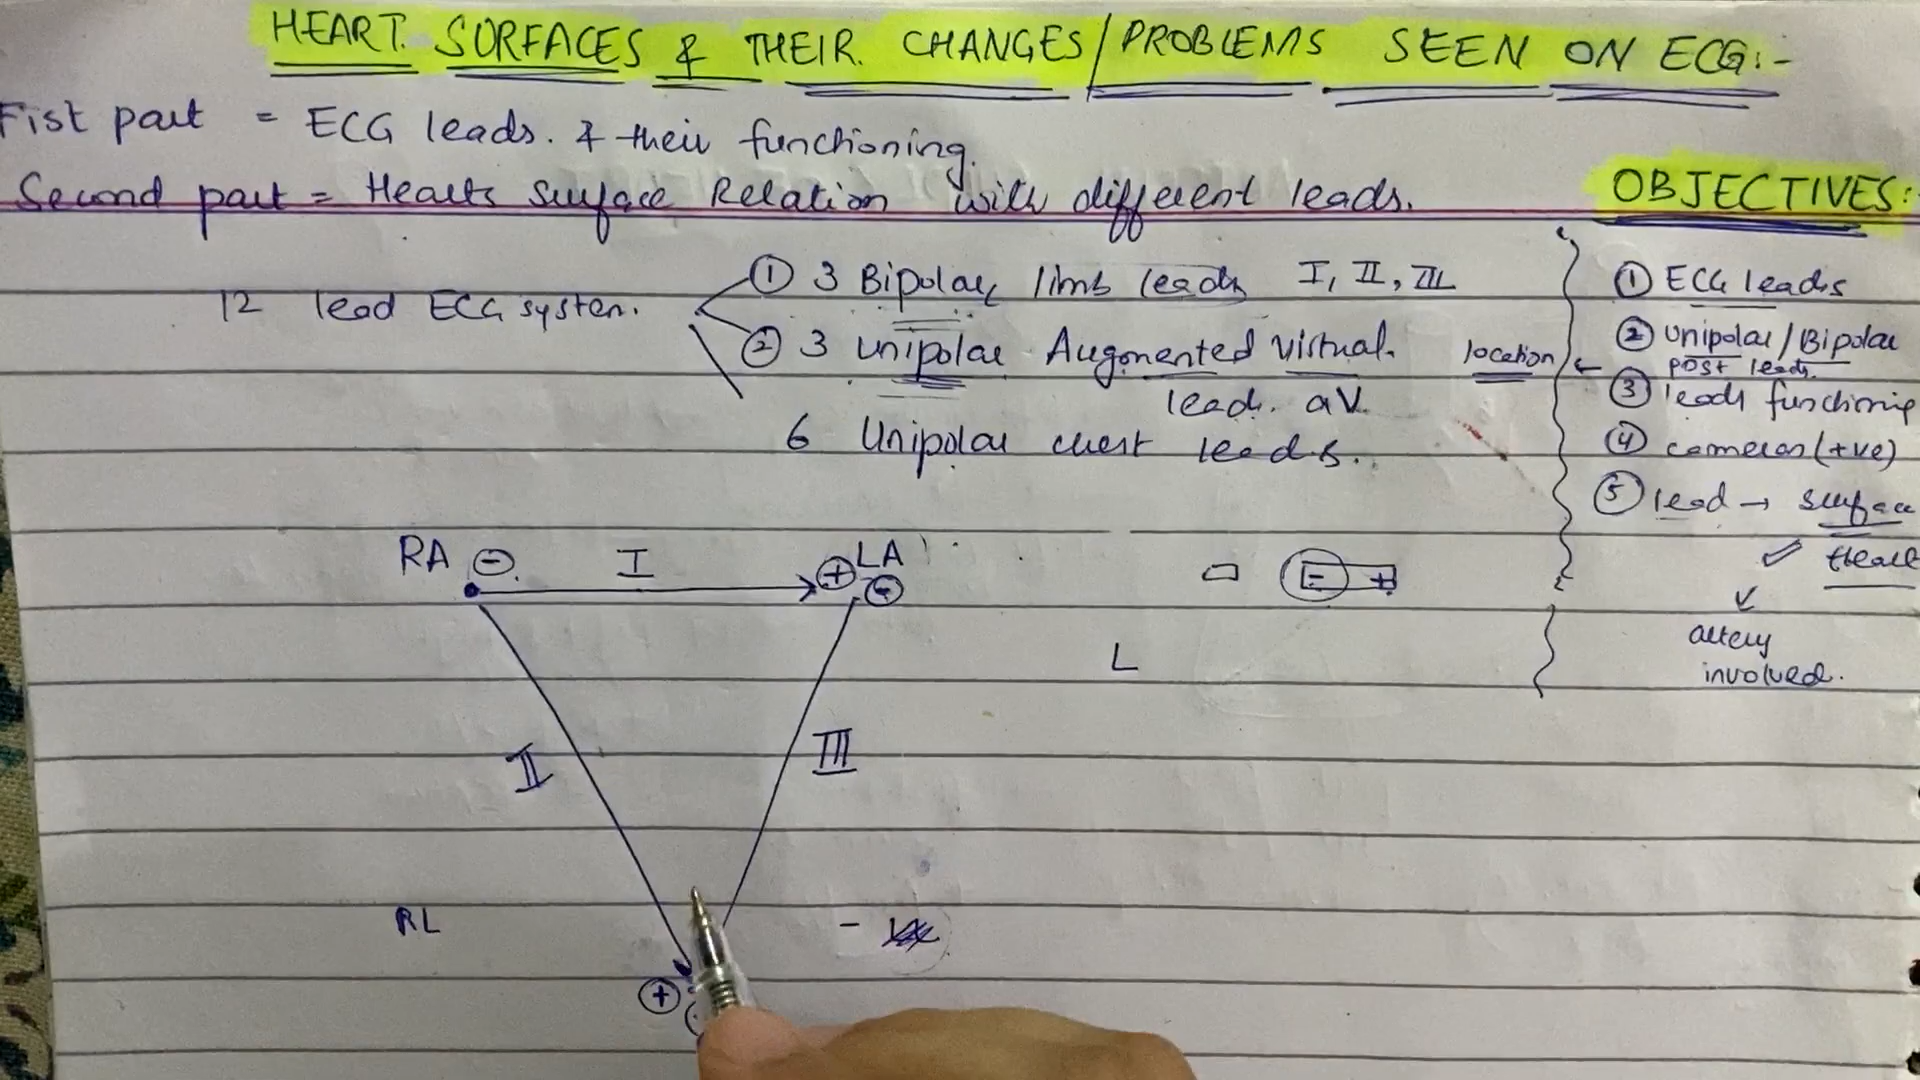 HEART. SURFACES & THEIR. CHANGES/PROBLEMS SEEN ON ECG:-
Fist part = ECG leads. & their functioning.
Second part = Hearts Surface Relation with different leads.
OBJECTIVES:
12 lead ECG system.
① 3 Bipolar limb leads I, II, III
② 3 unipolar Augmented virtual. location
lead. aV.
6 Unipolar chest leads.
① ECG leads
② Unipolar/Bipolar
post leads.
③ leads functioning
④ cameras (+ve)
⑤ lead → surface
Heart
artery
involved.
RA ⊖ I ⊕ LA
⊖
- +
L
II III
RL -
⊕